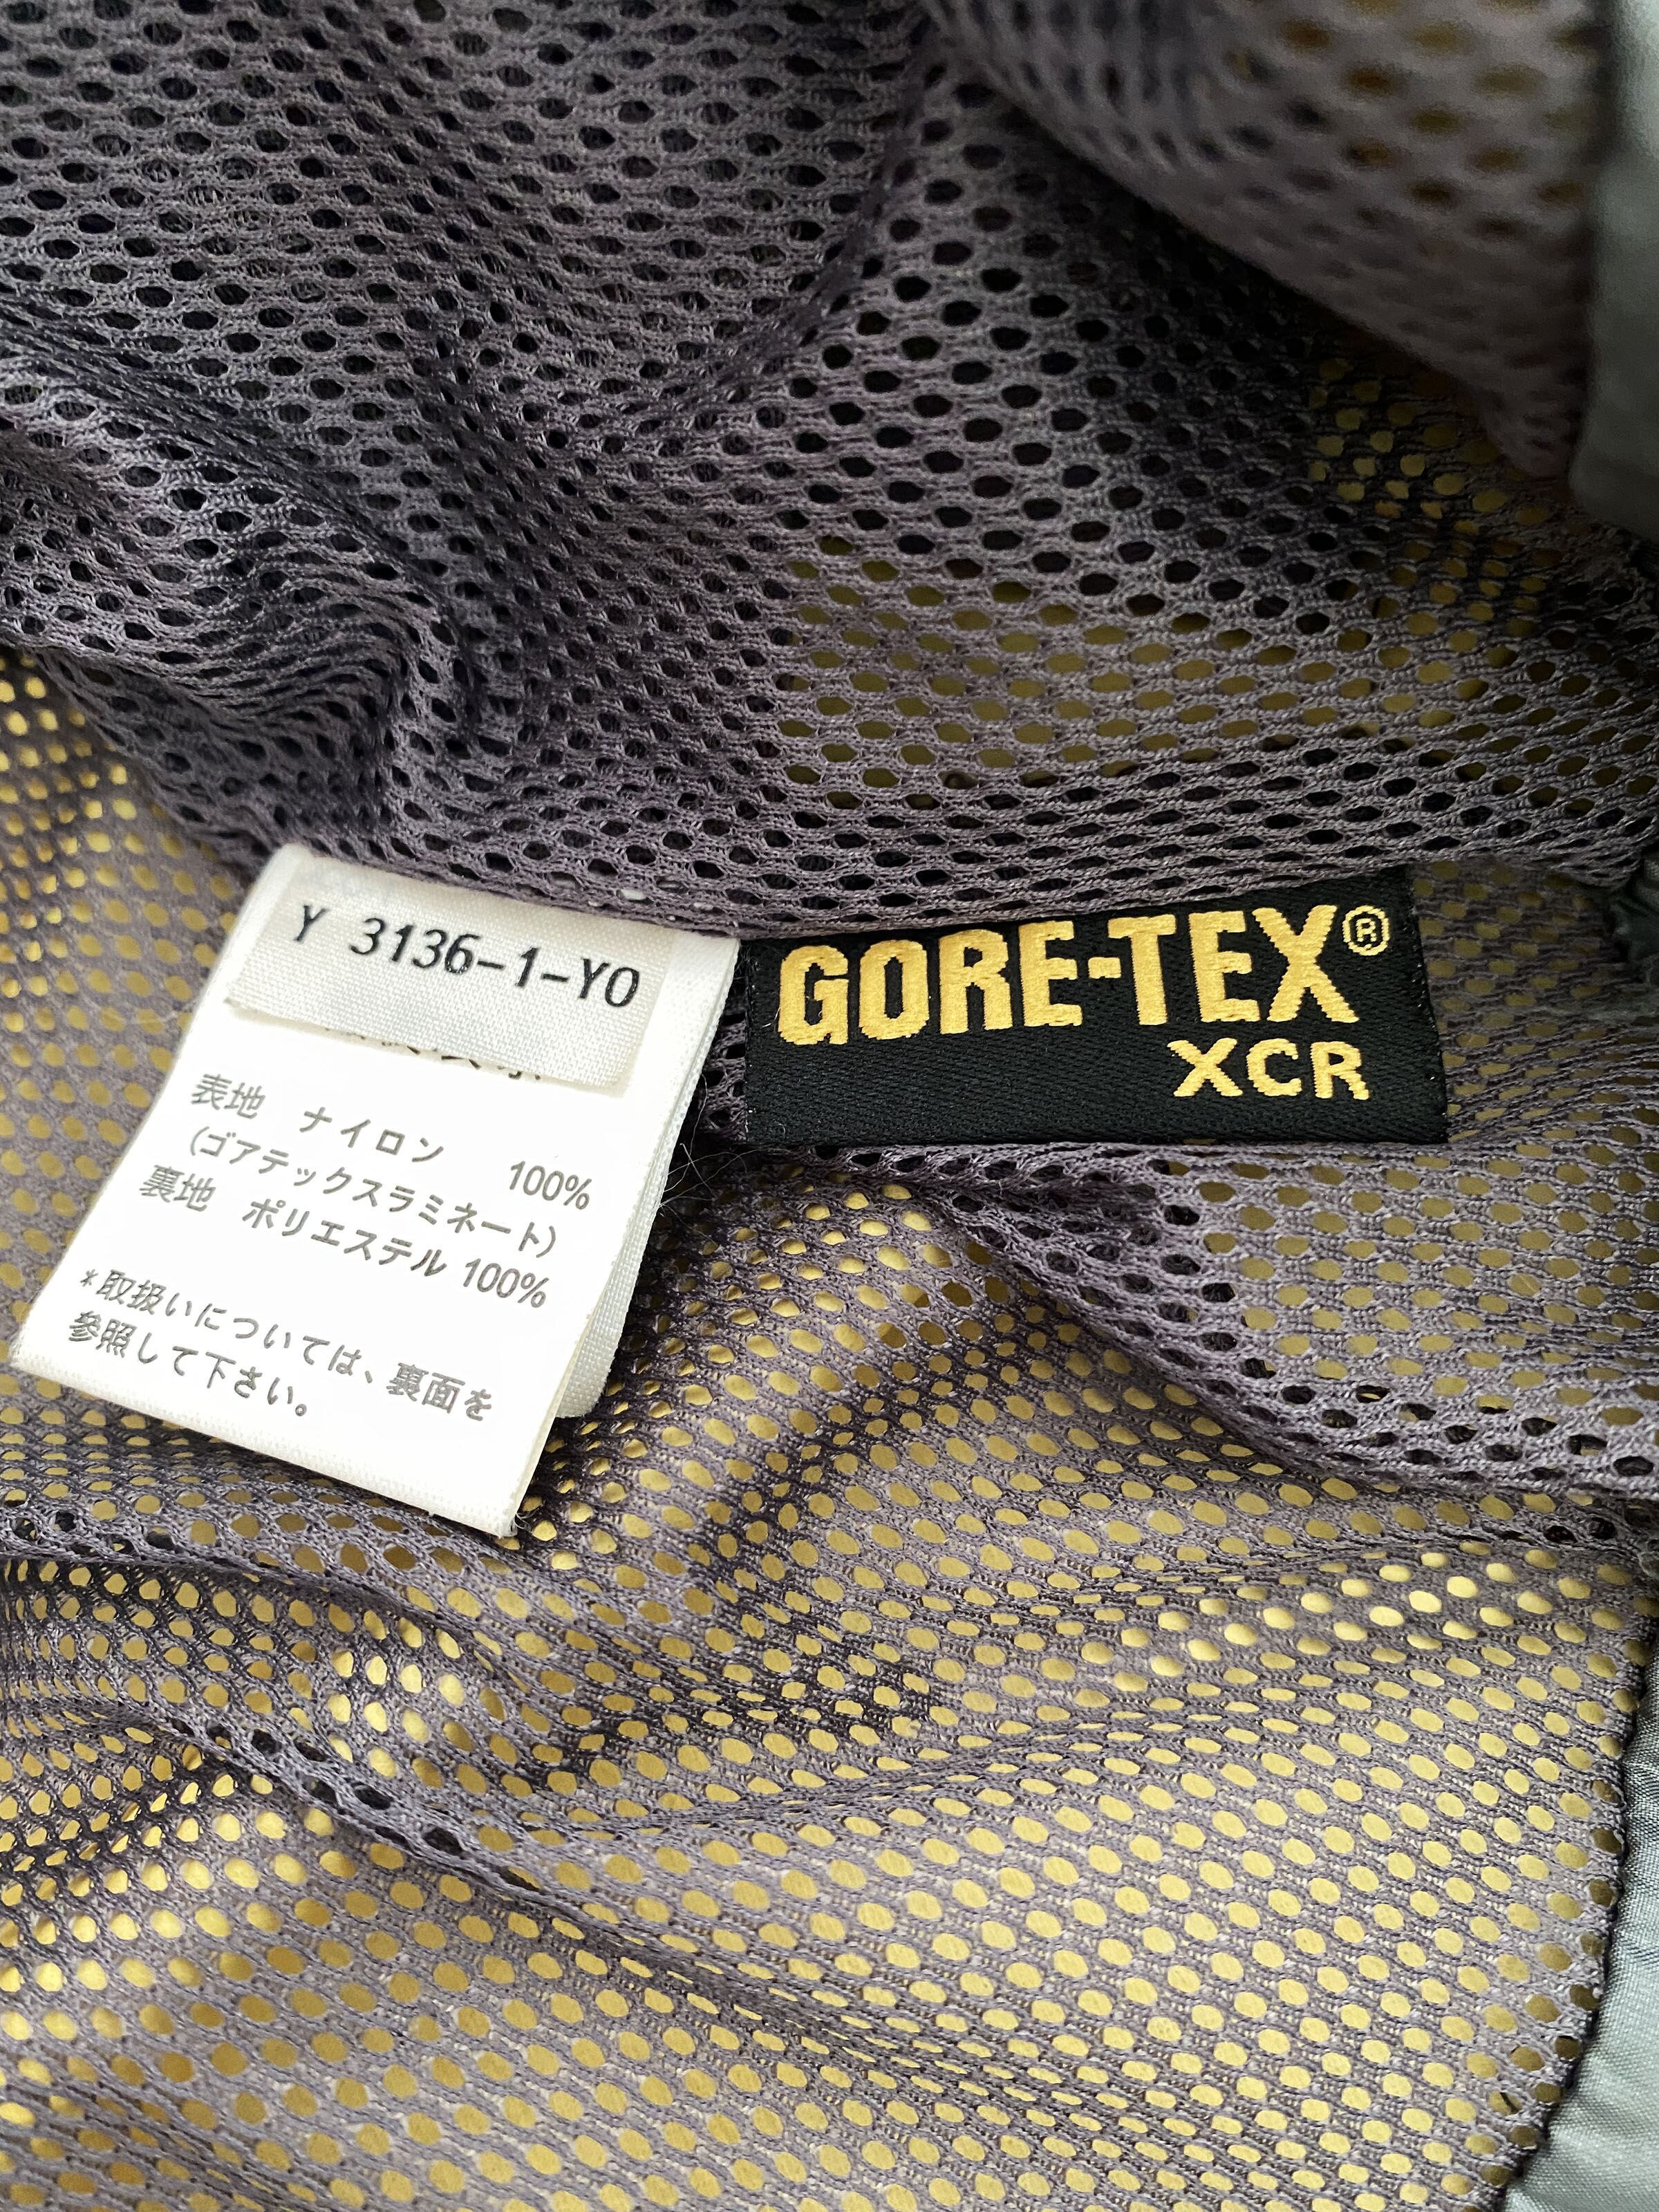 Y 3136-1-YO
表地 ナイロン 100%
(ゴアテックスラミネート)
裏地 ポリエステル 100%
*取扱いについては、裏面を
参照して下さい。
GORE-TEX®
XCR